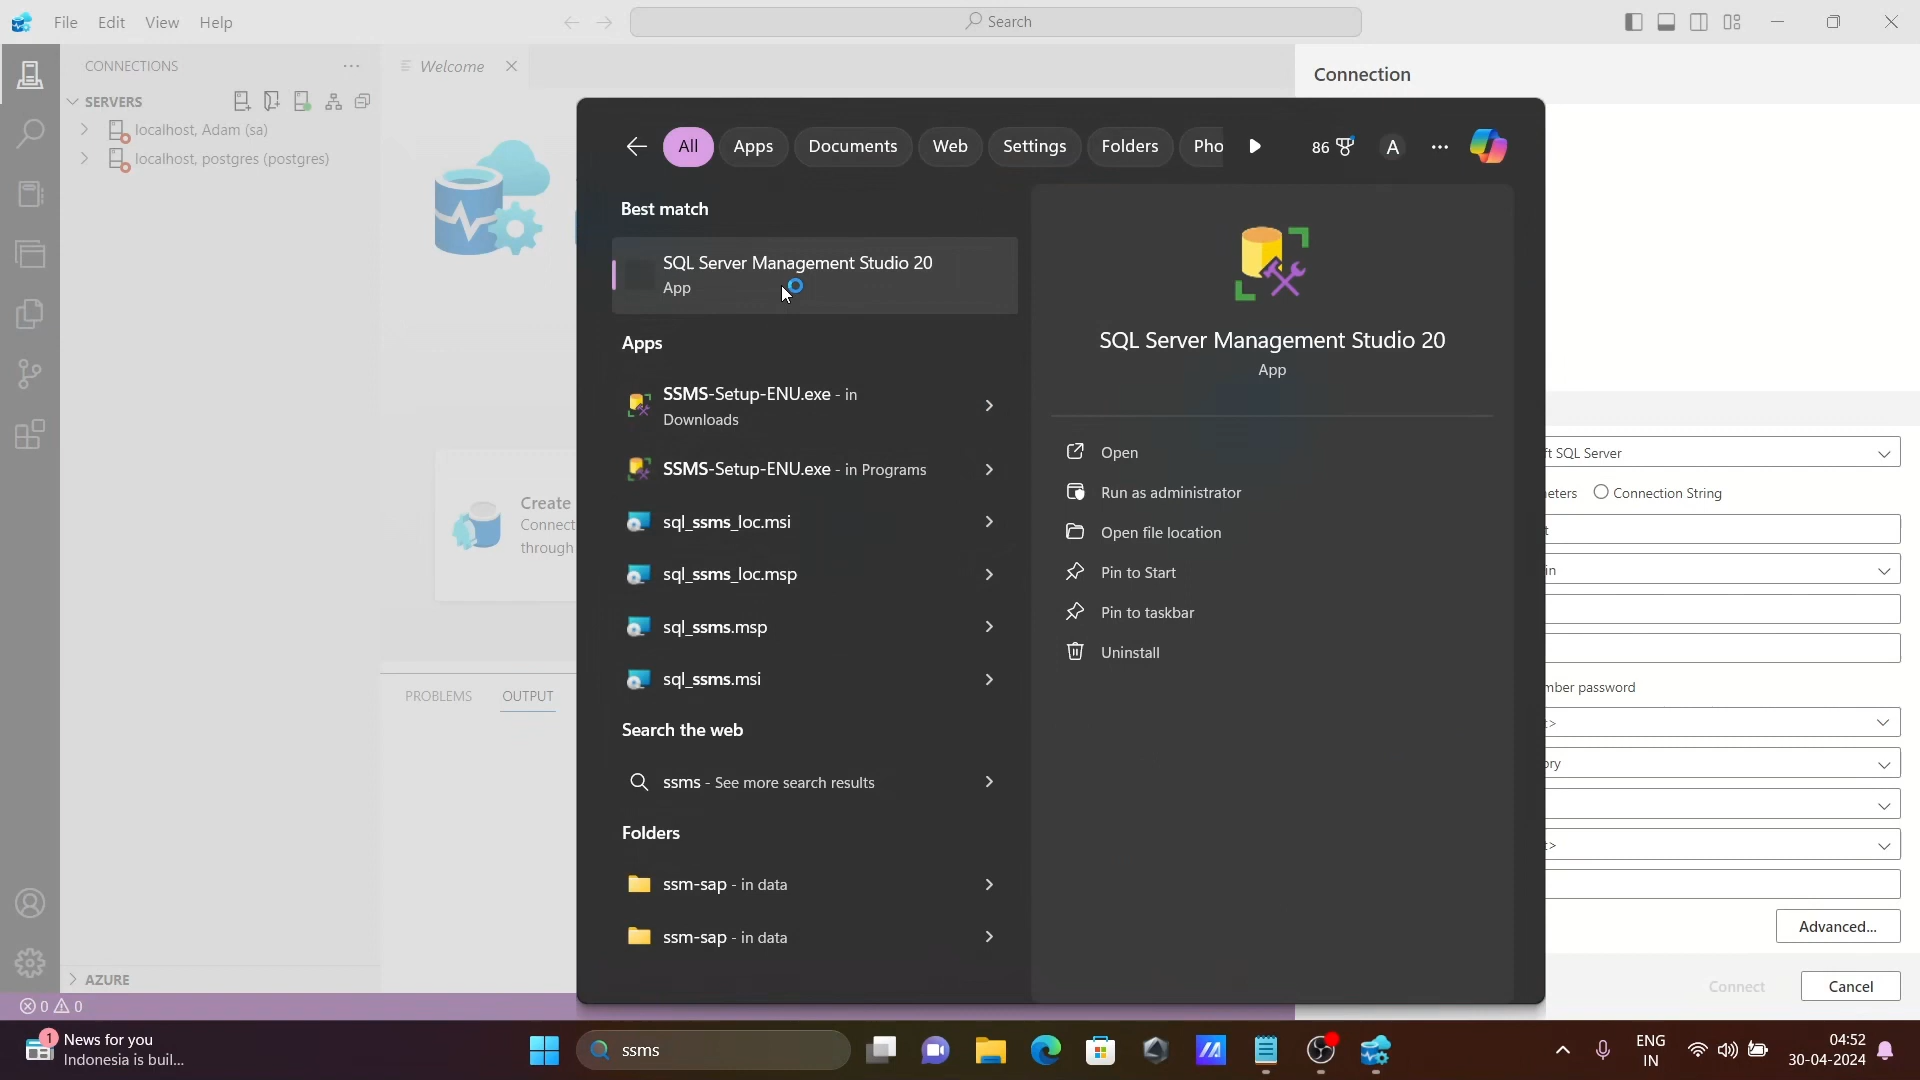 File Edit View Help
Search
CONNECTIONS
SERVERS
localhost, Adam (sa)
localhost, postgres (postgres)
AZURE
Welcome
Create
Connect
through
PROBLEMS OUTPUT
0 0
All Apps Documents Web Settings Folders Pho
86
A
Best match
SQL Server Management Studio 20
App
Apps
SSMS-Setup-ENU.exe - in
Downloads
SSMS-Setup-ENU.exe - in Programs
sql_ssms_loc.msi
sql_ssms_loc.msp
sql_ssms.msp
sql_ssms.msi
Search the web
ssms - See more search results
Folders
ssm-sap - in data
ssm-sap - in data
SQL Server Management Studio 20
App
Open
Run as administrator
Open file location
Pin to Start
Pin to taskbar
Uninstall
Connection
ft SQL Server
neters Connection String
t
in
mber password
t>
ory
t>
Advanced...
Connect Cancel
1
News for you
Indonesia is buil...
ssms
ENG
IN
04:52
30-04-2024